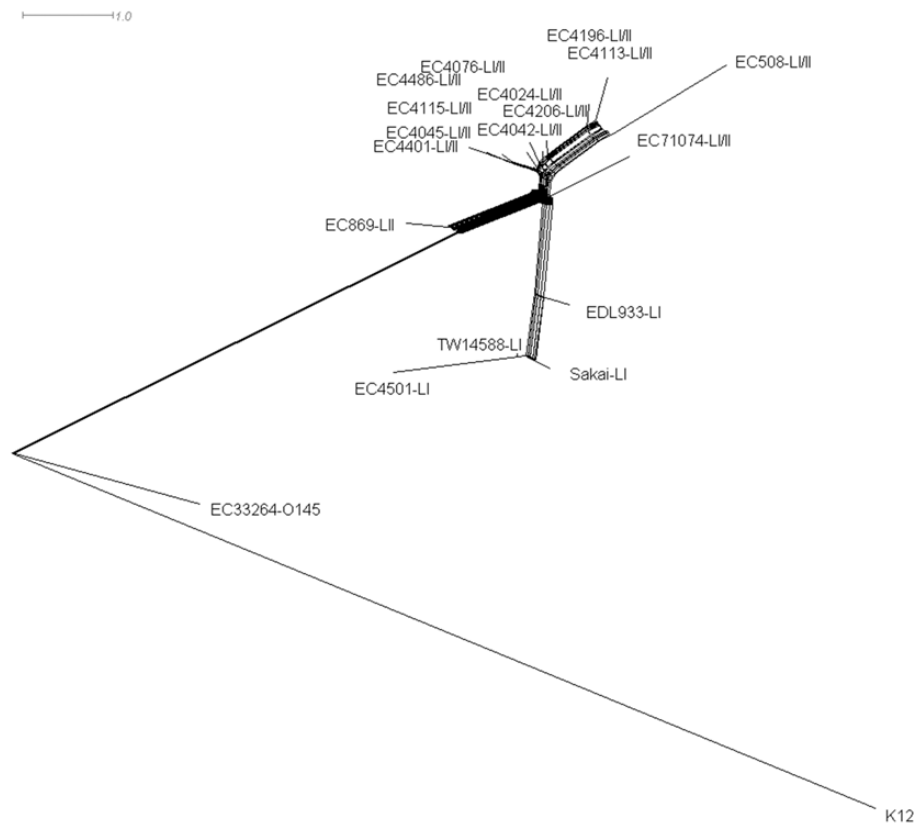 1.0
EC4196-LI/II
EC4113-LI/II
EC508-LI/II
EC4076-LI/II
EC4486-LI/II
EC4024-LI/II
EC4115-LI/II
EC4206-LI/II
EC4045-LI/II
EC4042-LI/II
EC4401-LI/II
EC71074-LI/II
EC869-LII
EDL933-LI
TW14588-LI
Sakai-LI
EC4501-LI
EC33264-O145
K12